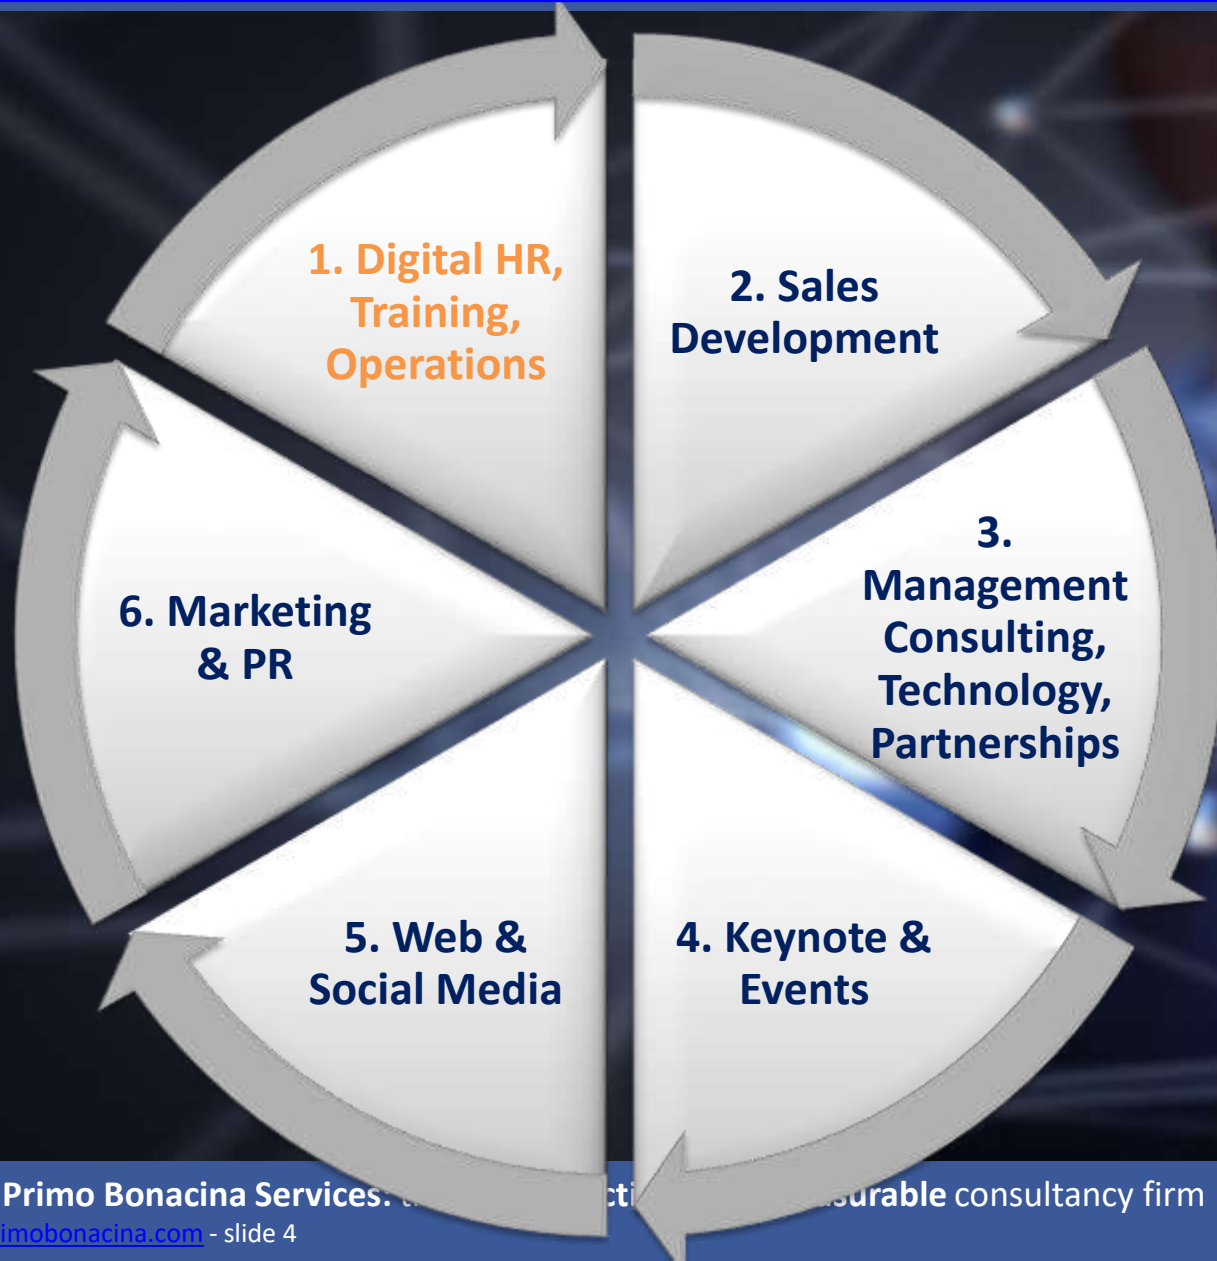 1. Digital HR,
Training,
Operations
2. Sales
Development
3.
Management
Consulting,
Technology,
Partnerships
4. Keynote &
Events
5. Web &
Social Media
6. Marketing
& PR
Primo Bonacina Services: consultancy firm
imobonacina.com - slide 4